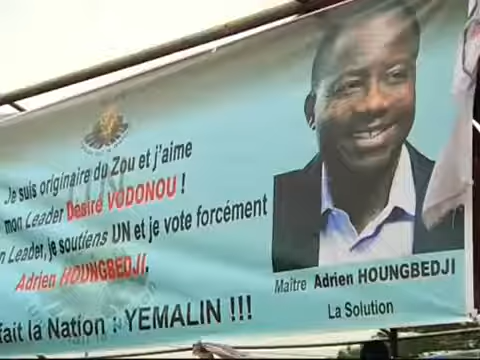 Je suis originaire du Zou et j'aime
mon Leader Désiré VODONOU !
Leader, je soutiens UN et je vote forcément
Adrien HOUNGBEDJI.
fait la Nation : YEMALIN !!!
Maître Adrien HOUNGBEDJI
La Solution